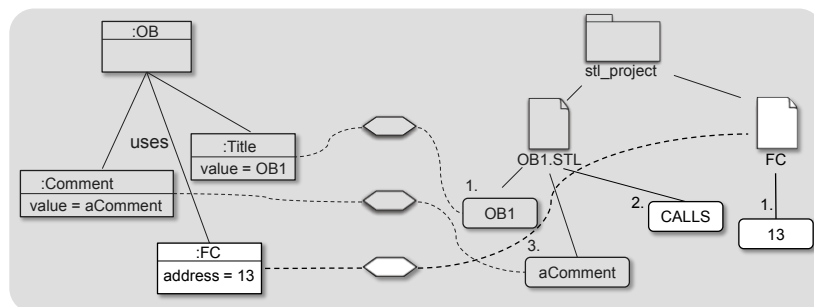 :OB
stl_project
uses
:Title
value = OB1
OB1.STL
FC
:Comment
value = aComment
1.
OB1
2.
CALLS
1.
13
:FC
address = 13
3.
aComment